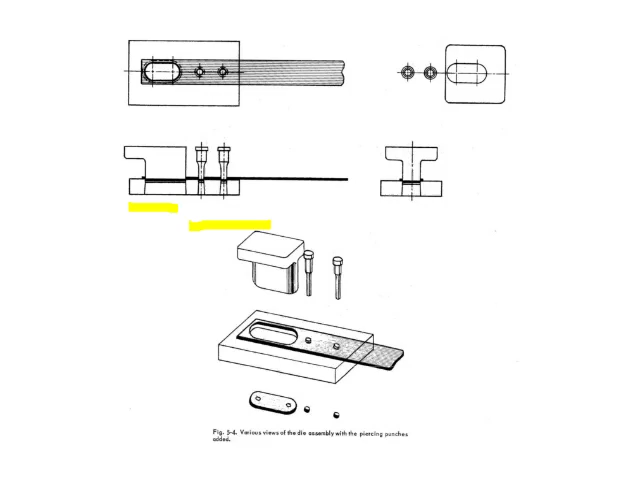 Fig. 5-4. Various views of the die assembly with the piercing punches
added.